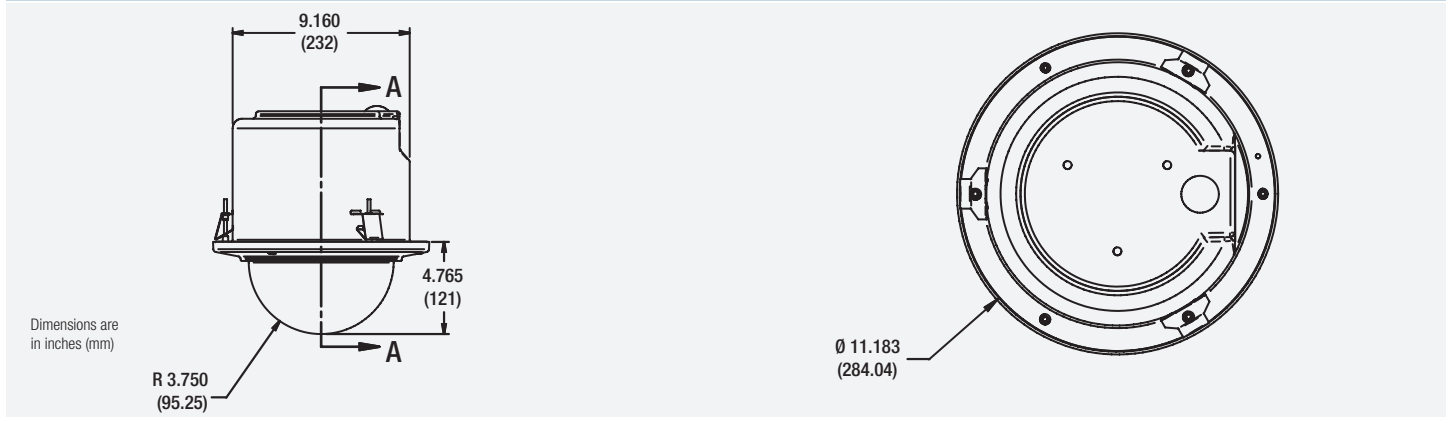 9.160
(232)
A
4.765
(121)
Dimensions are
in inches (mm)
A
R 3.750
(95.25)
Ø 11.183
(284.04)